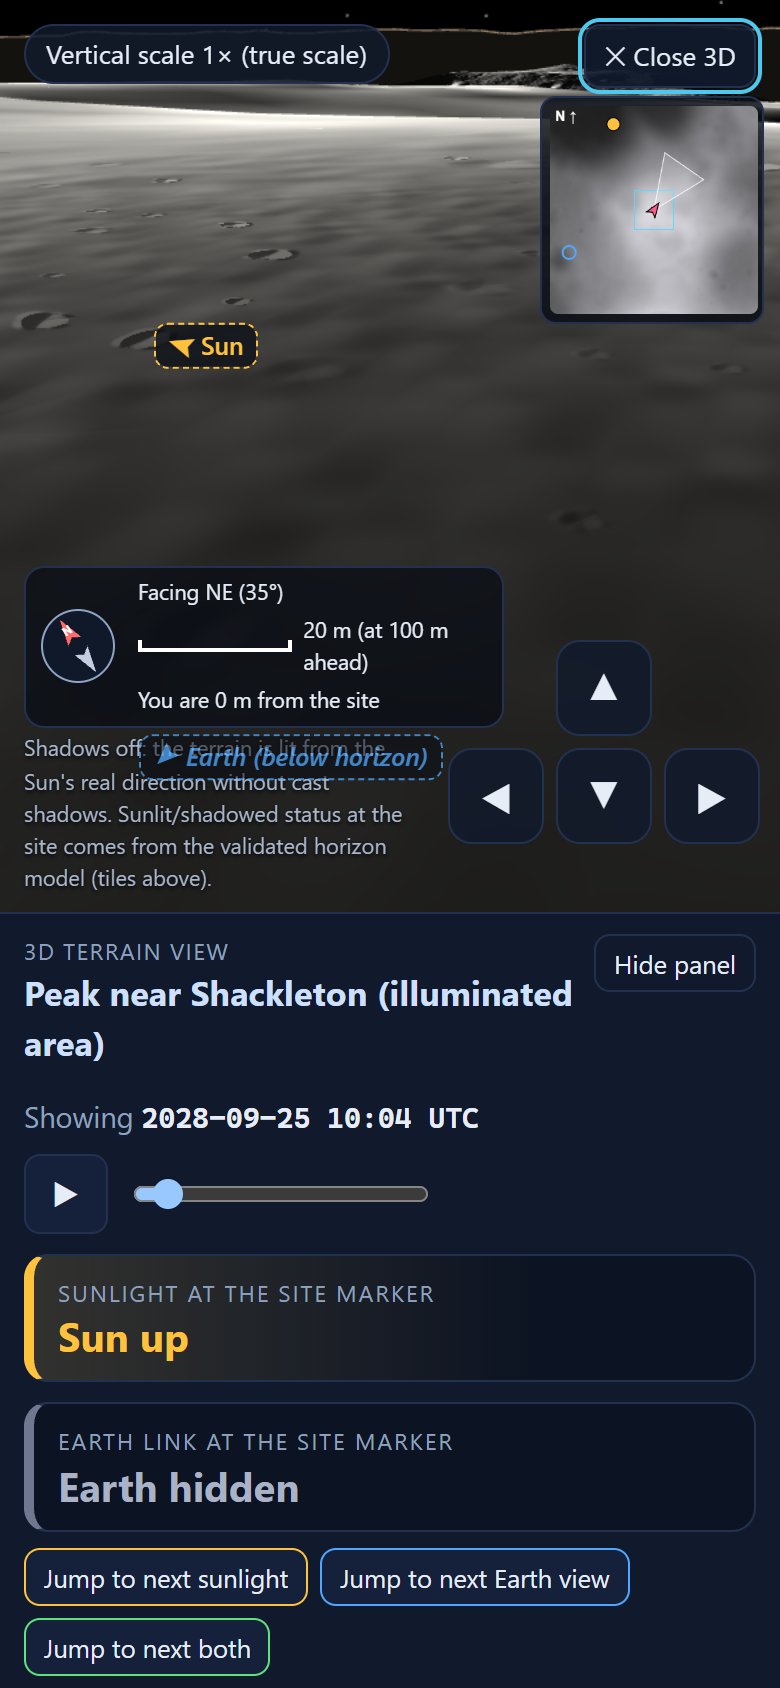 Vertical scale 1× (true scale)
✕ Close 3D
N ↑
Sun
Facing NE (35°)
20 m (at 100 m
ahead)
You are 0 m from the site
N
Earth (below horizon)
Shadows off: the terrain is lit from the
Sun's real direction without cast
shadows. Sunlit/shadowed status at the
site comes from the validated horizon
model (tiles above).
3D TERRAIN VIEW
Hide panel
Peak near Shackleton (illuminated
area)
Showing 2028-09-25 10:04 UTC
SUNLIGHT AT THE SITE MARKER
Sun up
EARTH LINK AT THE SITE MARKER
Earth hidden
Jump to next sunlight
Jump to next Earth view
Jump to next both